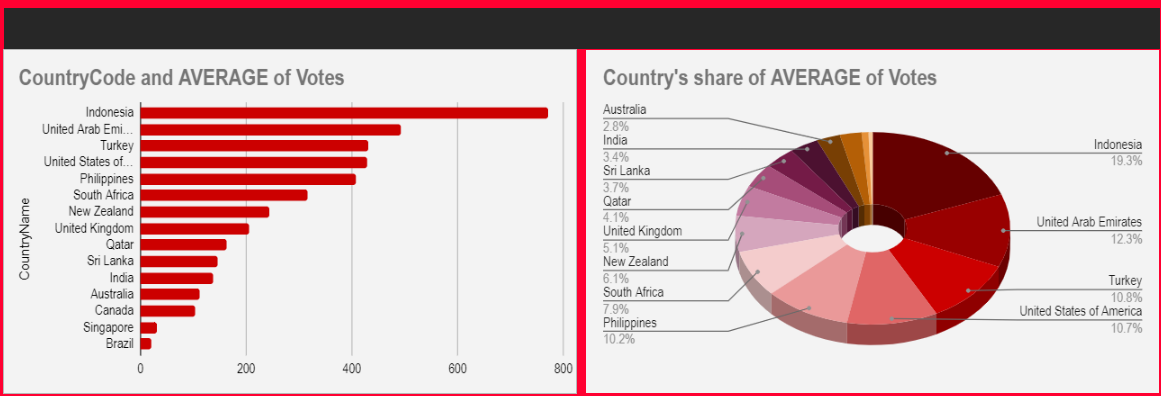 CountryCode and AVERAGE of Votes
CountryName
Indonesia
United Arab Emi...
Turkey
United States of...
Philippines
South Africa
New Zealand
United Kingdom
Qatar
Sri Lanka
India
Australia
Canada
Singapore
Brazil
0 200 400 600 800
Country's share of AVERAGE of Votes
Australia
2.8%
India
3.4%
Sri Lanka
3.7%
Qatar
4.1%
United Kingdom
5.1%
New Zealand
6.1%
South Africa
7.9%
Philippines
10.2%
Indonesia
19.3%
United Arab Emirates
12.3%
Turkey
10.8%
United States of America
10.7%